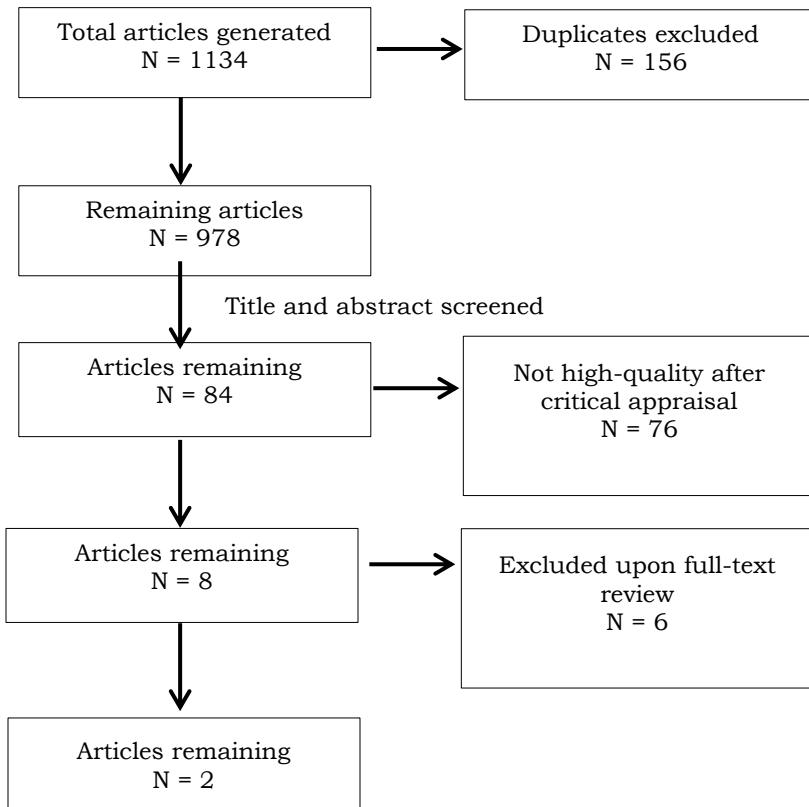 Total articles generated
N = 1134
Duplicates excluded
N = 156
Remaining articles
N = 978
Title and abstract screened
Articles remaining
N = 84
Not high-quality after
critical appraisal
N = 76
Articles remaining
N = 8
Excluded upon full-text
review
N = 6
Articles remaining
N = 2